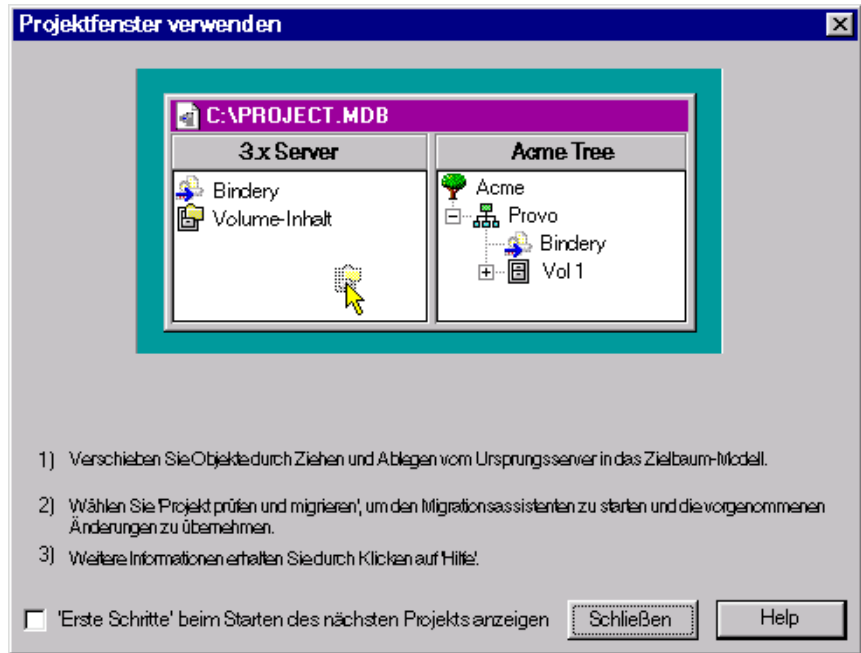 Projektfenster verwenden
C:\PROJECT.MDB
3.x Server
Acme Tree
Bindery
Volume-Inhalt
Acme
Provo
Bindery
Vol 1
1) Verschieben Sie Objekte durch Ziehen und Ablegen vom Ursprungsserver in das Zielbaum-Modell.
2) Wählen Sie 'Projekt prüfen und migrieren', um den Migrationsassistenten zu starten und die vorgenommenen
Änderungen zu übernehmen.
3) Weitere Informationen erhalten Sie durch Klicken auf 'Hilfe'.
'Erste Schritte' beim Starten des nächsten Projekts anzeigen
Schließen
Help